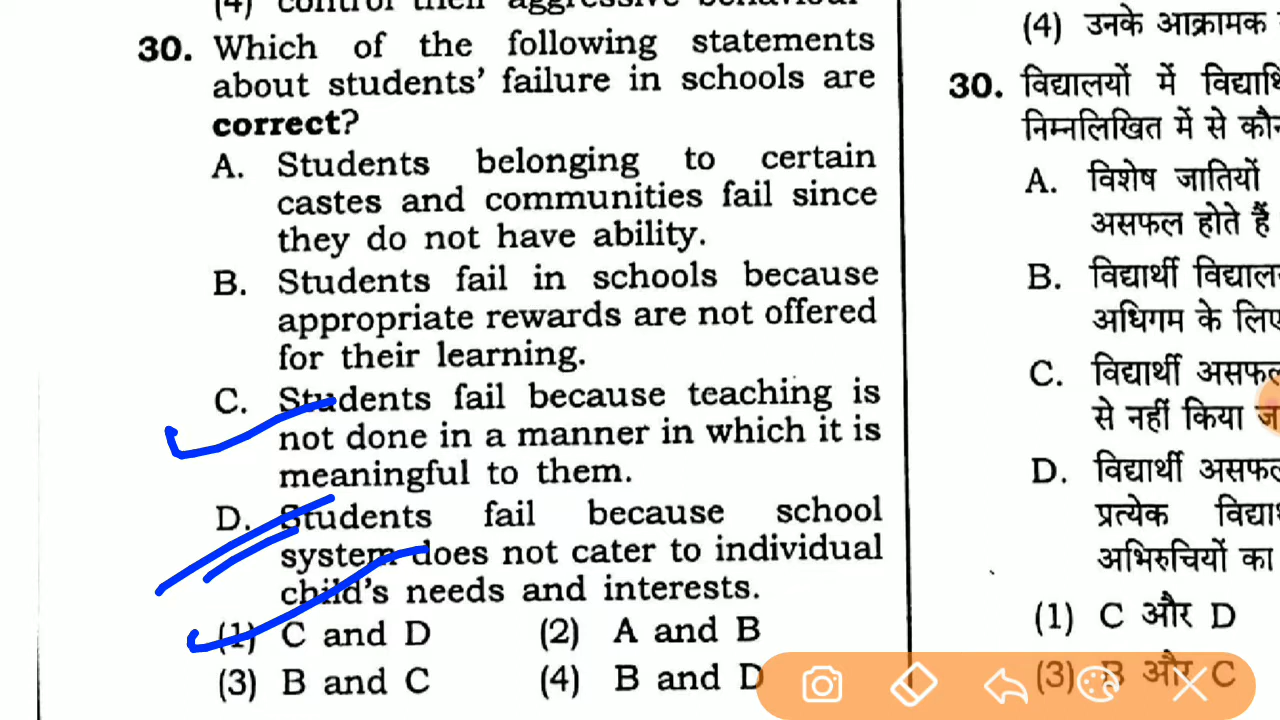 (4) control their aggressive behaviour
30. Which of the following statements
about students' failure in schools are
correct?
A. Students belonging to certain
castes and communities fail since
they do not have ability.
B. Students fail in schools because
appropriate rewards are not offered
for their learning.
C. Students fail because teaching is
not done in a manner in which it is
meaningful to them.
D. Students fail because school
system does not cater to individual
child's needs and interests.
(1) C and D (2) A and B
(3) B and C (4) B and D
(4) उनके आक्रामक
30. विद्यालयों में
निम्नलिखित में से
A. विशेष जातियों
असफल होते हैं
B. विद्यार्थी
अधिगम के
C. विद्यार्थी
से नहीं किया
D. विद्यार्थी
प्रत्येक
अभिरुचियों का
(1) C और D
(3) B और C